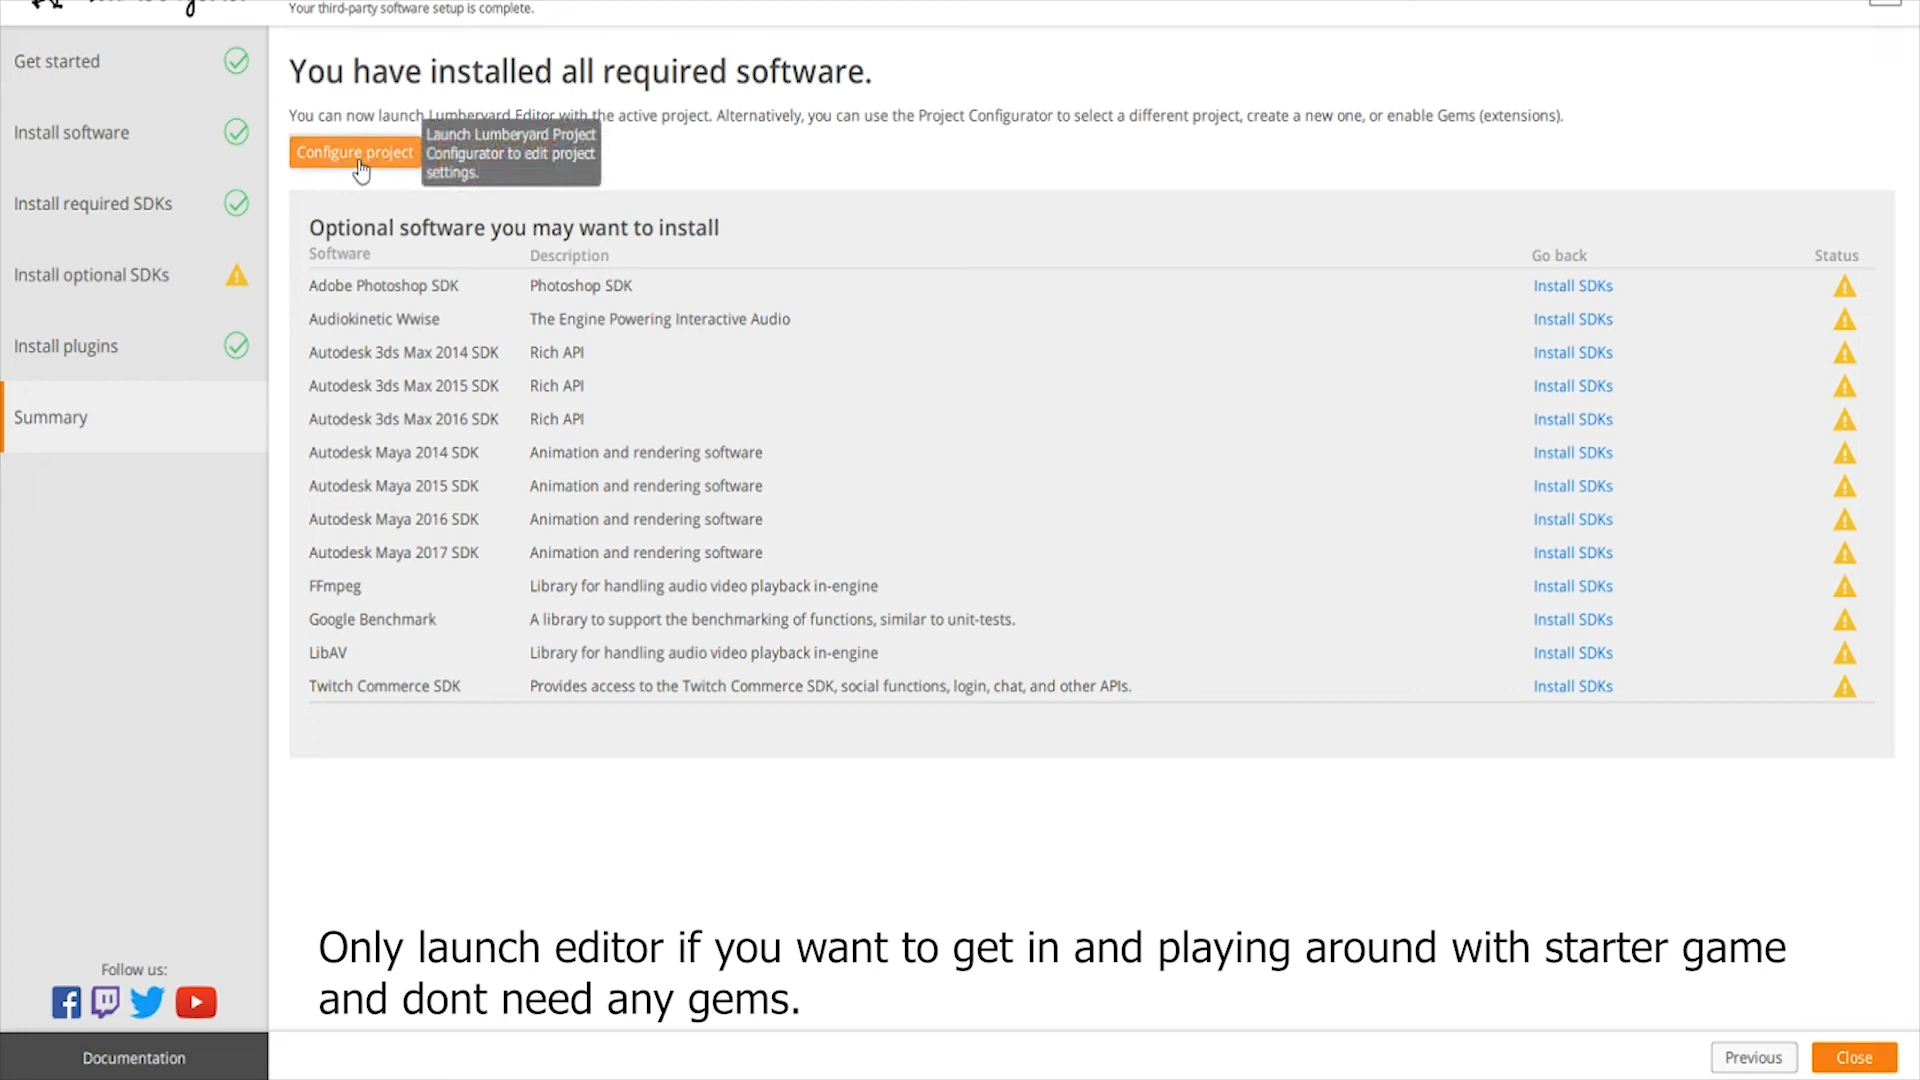 Your third-party software setup is complete.
Get started
Install software
Install required SDKs
Install optional SDKs
Install plugins
Summary
You have installed all required software.
You can now launch Lumberyard Editor with the active project. Alternatively, you can use the Project Configurator to select a different project, create a new one, or enable Gems (extensions).
Configure project
Launch Lumberyard Project
Configurator to edit project
settings.
Optional software you may want to install
Software Description Go back Status
Adobe Photoshop SDK Photoshop SDK Install SDKs
Audiokinetic Wwise The Engine Powering Interactive Audio Install SDKs
Autodesk 3ds Max 2014 SDK Rich API Install SDKs
Autodesk 3ds Max 2015 SDK Rich API Install SDKs
Autodesk 3ds Max 2016 SDK Rich API Install SDKs
Autodesk Maya 2014 SDK Animation and rendering software Install SDKs
Autodesk Maya 2015 SDK Animation and rendering software Install SDKs
Autodesk Maya 2016 SDK Animation and rendering software Install SDKs
Autodesk Maya 2017 SDK Animation and rendering software Install SDKs
FFmpeg Library for handling audio video playback in-engine Install SDKs
Google Benchmark A library to support the benchmarking of functions, similar to unit-tests. Install SDKs
LibAV Library for handling audio video playback in-engine Install SDKs
Twitch Commerce SDK Provides access to the Twitch Commerce SDK, social functions, login, chat, and other APIs. Install SDKs
Only launch editor if you want to get in and playing around with starter game
and dont need any gems.
Follow us:
Documentation
Previous
Close